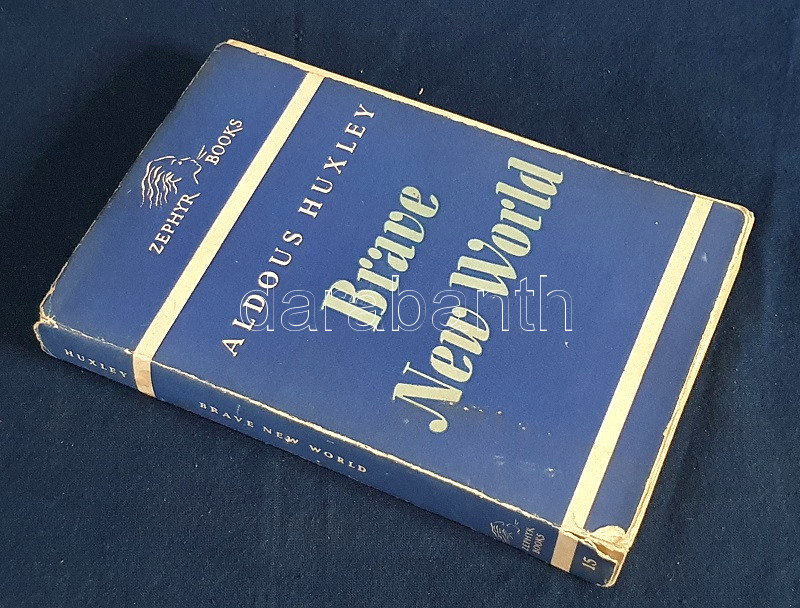 ZEPHYR BOOKS
ALDOUS HUXLEY
Brave
New World
HUXLEY
BRAVE NEW WORLD
ZEPHYR
BOOKS
15
darabanth